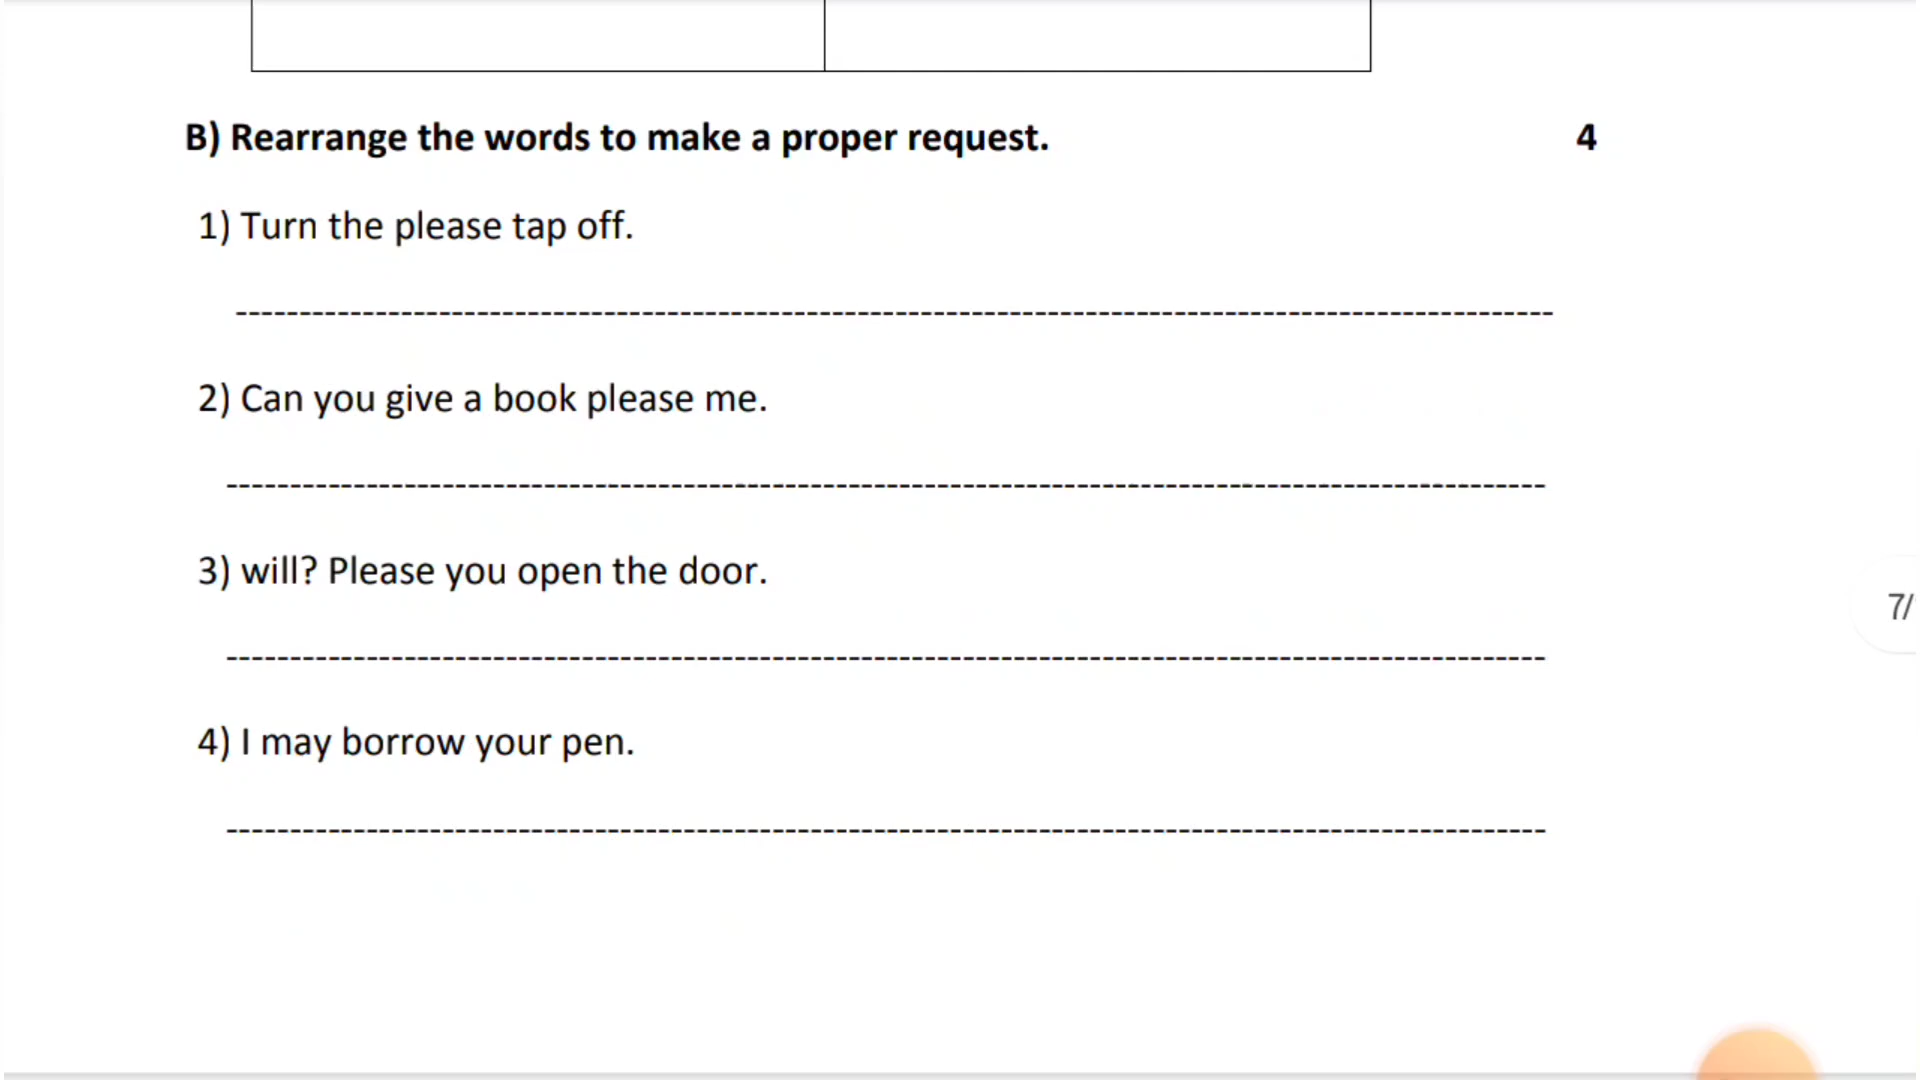 B) Rearrange the words to make a proper request. 4
1) Turn the please tap off.
--------------------------------------------------------------------------------------------------------
2) Can you give a book please me.
--------------------------------------------------------------------------------------------------------
3) will? Please you open the door.
--------------------------------------------------------------------------------------------------------
7/
4) I may borrow your pen.
--------------------------------------------------------------------------------------------------------